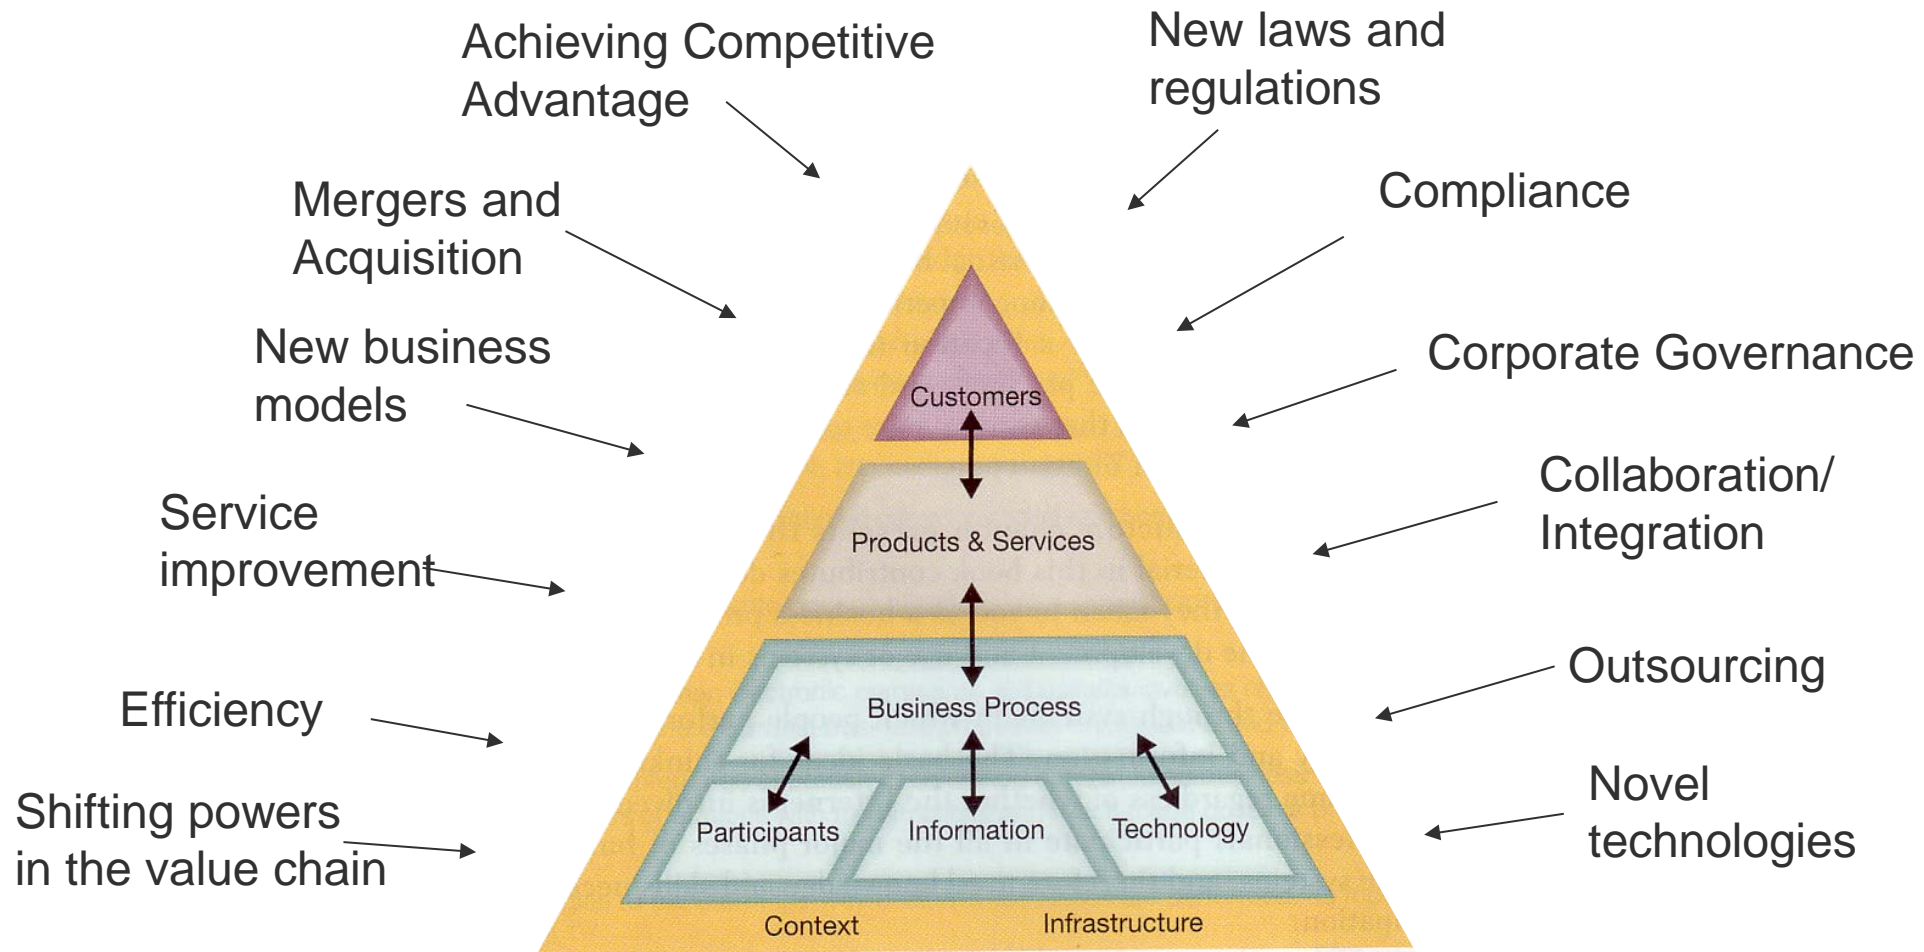 Achieving Competitive
Advantage
New laws and
regulations
Mergers and
Acquisition
Compliance
New business
models
Corporate Governance
Customers
Collaboration/
Integration
Service
improvement
Products & Services
Outsourcing
Efficiency
Business Process
Novel
technologies
Shifting powers
in the value chain
Participants
Information
Technology
Context
Infrastructure